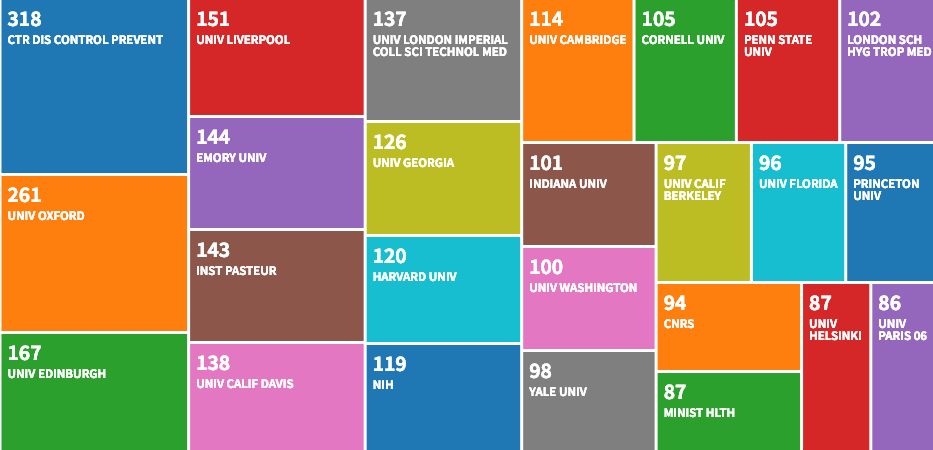 318
CTR DIS CONTROL PREVENT
261
UNIV OXFORD
167
UNIV EDINBURGH
151
UNIV LIVERPOOL
144
EMORY UNIV
143
INST PASTEUR
138
UNIV CALIF DAVIS
137
UNIV LONDON IMPERIAL
COLL SCI TECHNOL MED
126
UNIV GEORGIA
120
HARVARD UNIV
119
NIH
114
UNIV CAMBRIDGE
105
CORNELL UNIV
105
PENN STATE
UNIV
102
LONDON SCH
HYG TROP MED
101
INDIANA UNIV
100
UNIV WASHINGTON
98
YALE UNIV
97
UNIV CALIF
BERKELEY
96
UNIV FLORIDA
95
PRINCETON
UNIV
94
CNRS
87
MINIST HLTH
87
UNIV
HELSINKI
86
UNIV
PARIS 06